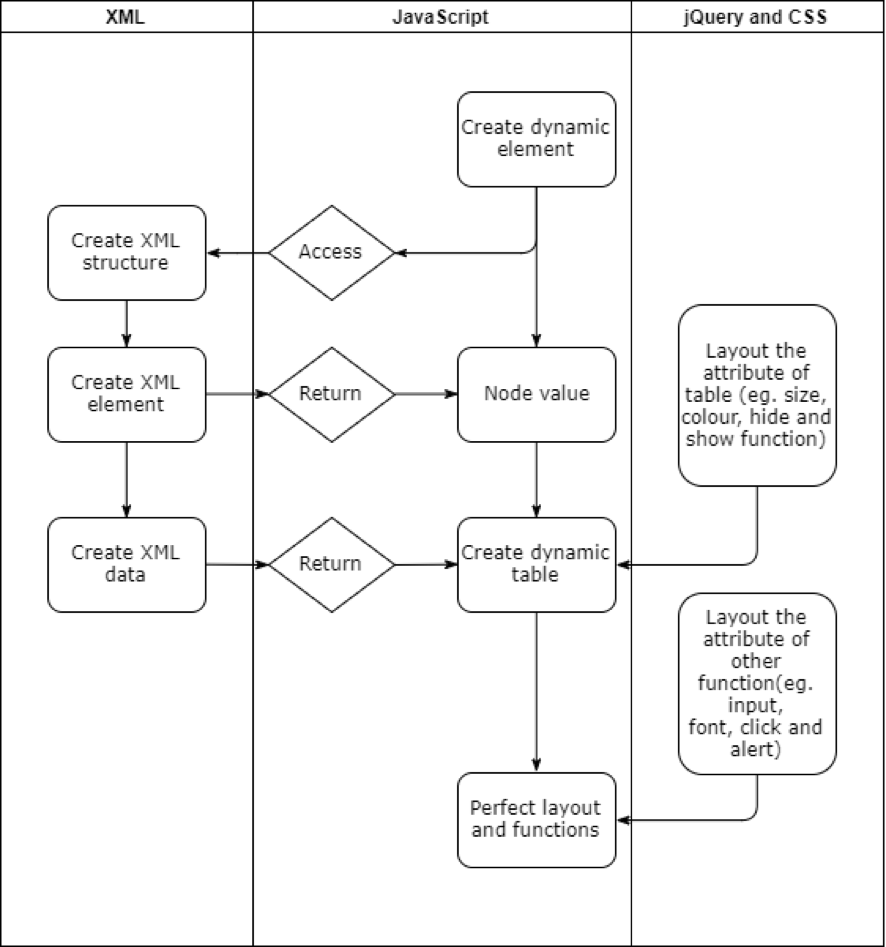 XML
JavaScript
jQuery and CSS
Create dynamic
element
Create XML
structure
Access
Create XML
element
Return
Node value
Layout the
attribute of
table (eg. size,
colour, hide and
show function)
Create XML
data
Return
Create dynamic
table
Layout the
attribute of
other
function(eg.
input,
font, click and
alert)
Perfect layout
and functions